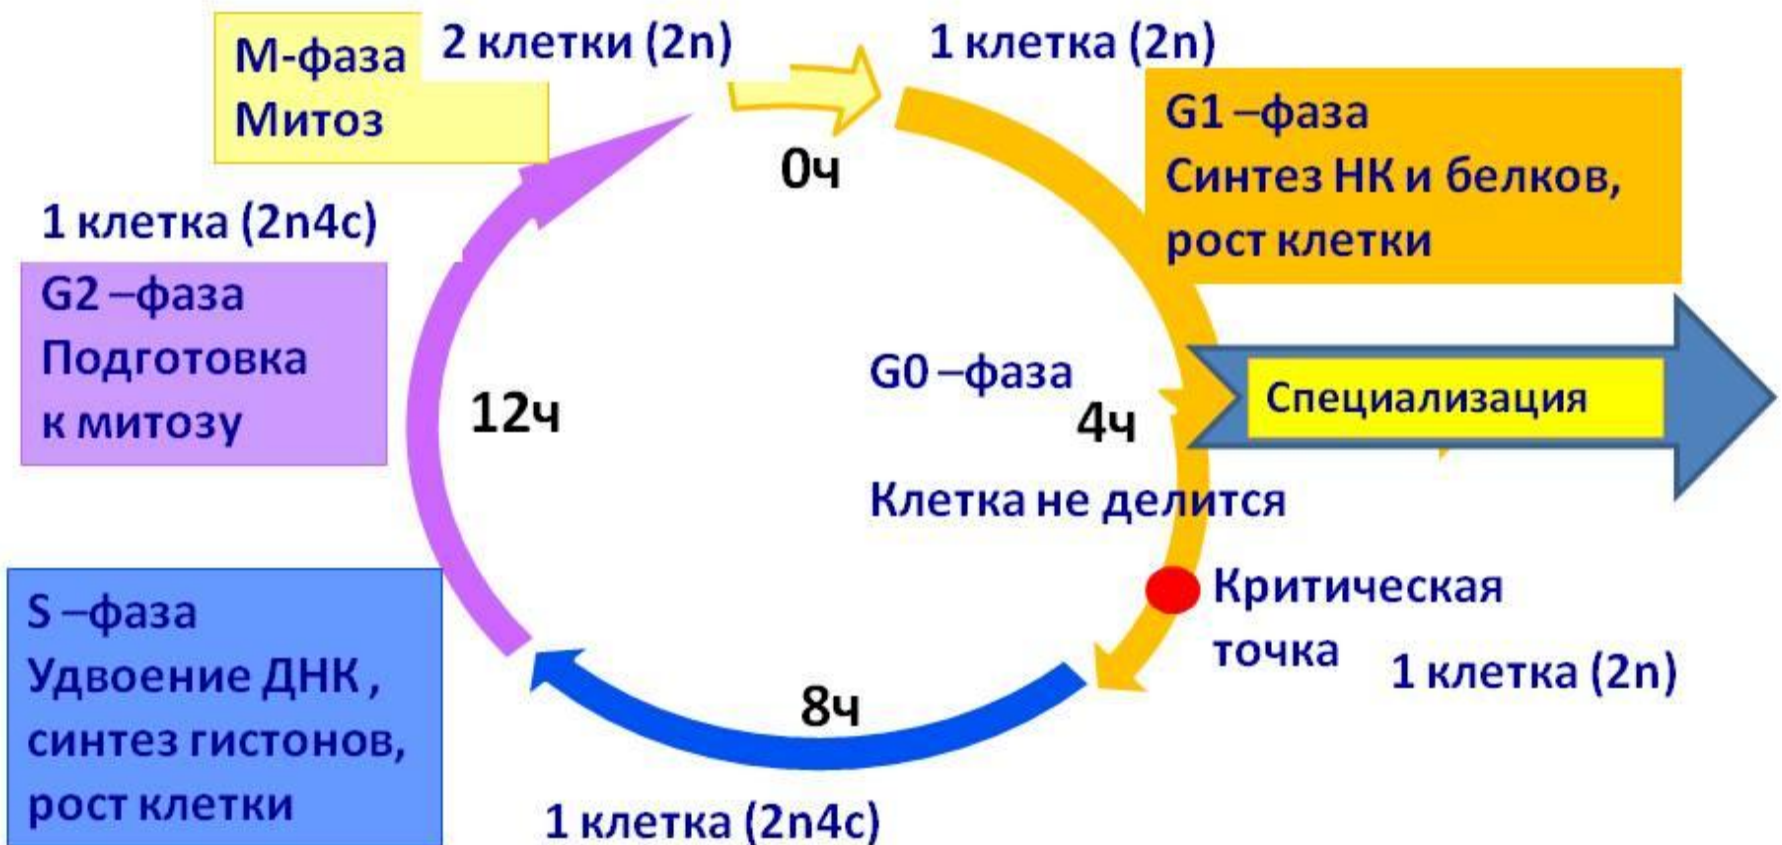 М-фаза
Митоз
2 клетки (2n)
1 клетка (2n)
0ч
G1 –фаза
Синтез НК и белков,
рост клетки
1 клетка (2n4c)
G2 –фаза
Подготовка
к митозу
12ч
G0 –фаза
4ч
Специализация
Клетка не делится
Критическая
точка
1 клетка (2n)
S –фаза
Удвоение ДНК ,
синтез гистонов,
рост клетки
8ч
1 клетка (2n4c)